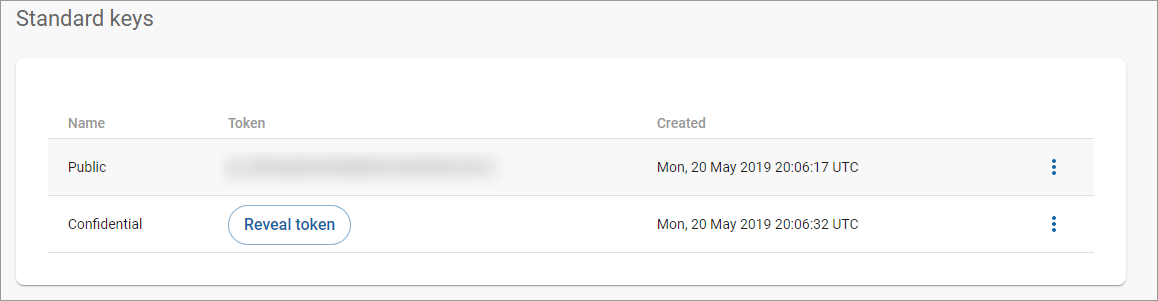 Standard keys
Name Token Created
Public Mon, 20 May 2019 20:06:17 UTC
Confidential Reveal token Mon, 20 May 2019 20:06:32 UTC